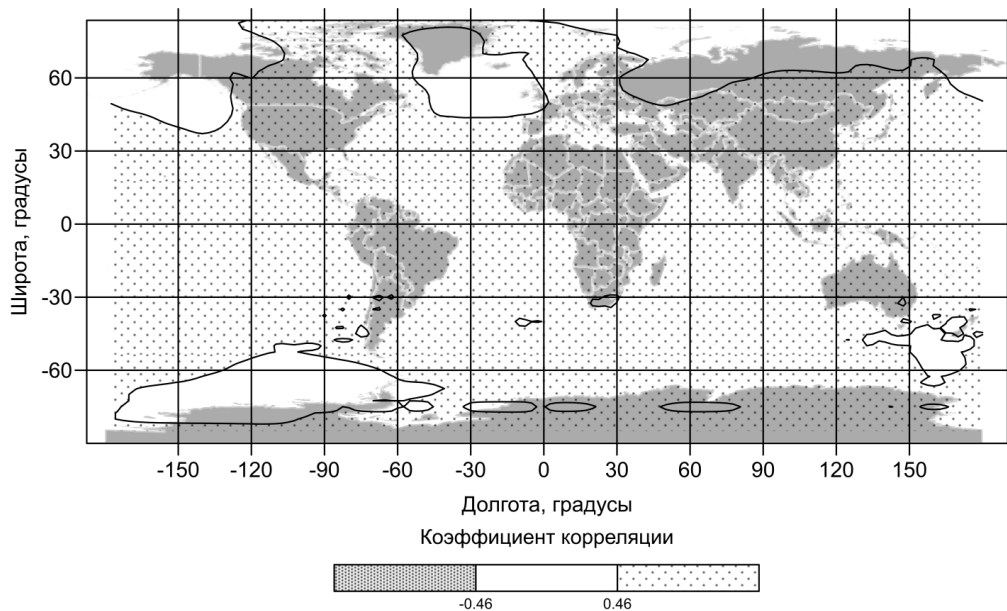 60
30
0
-30
-60
Широта, градусы
-150 -120 -90 -60 -30 0 30 60 90 120 150
Долгота, градусы
Коэффициент корреляции
-0.46 0.46